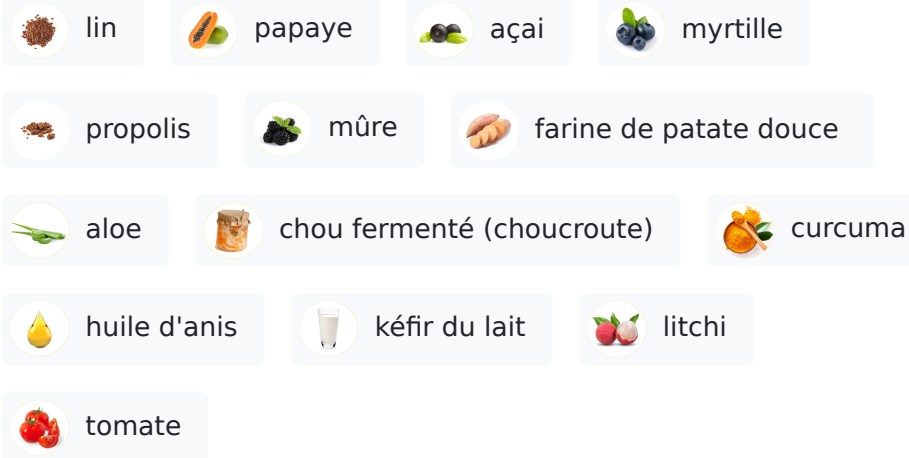 lin papaye açai myrtille
propolis mûre farine de patate douce
aloe chou fermenté (choucroute) curcuma
huile d'anis kéfir du lait litchi
tomate